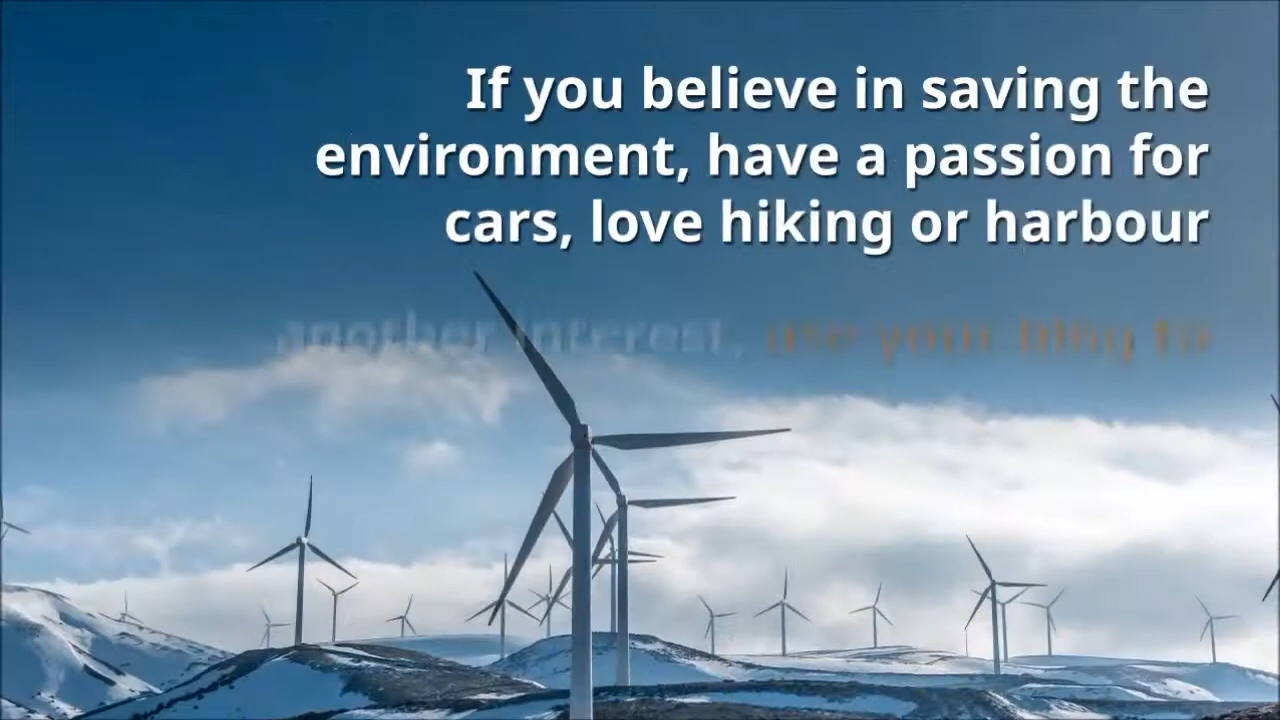 If you believe in saving the
environment, have a passion for
cars, love hiking or harbour
another interest, use your blog to